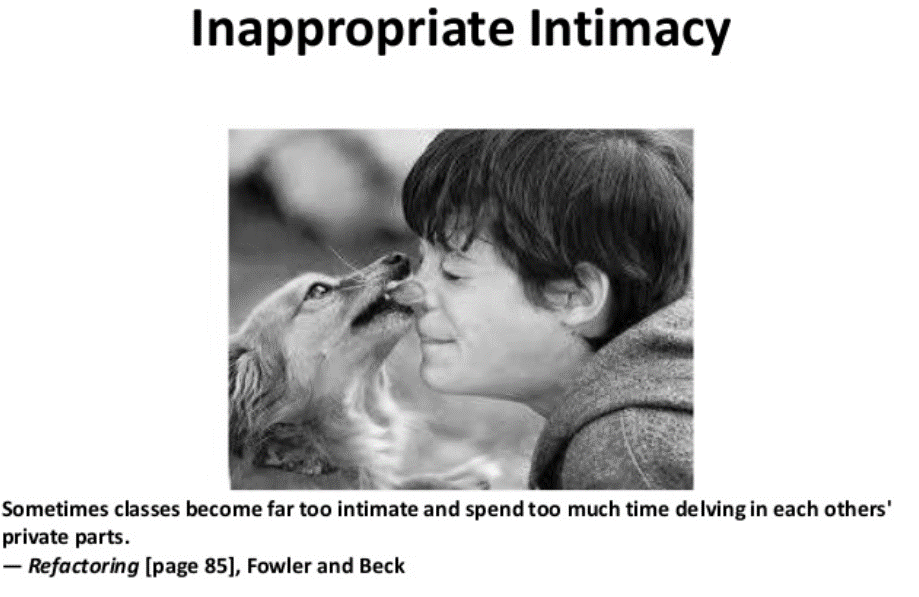 Inappropriate Intimacy
Sometimes classes become far too intimate and spend too much time delving in each others'
private parts.
— Refactoring [page 85], Fowler and Beck